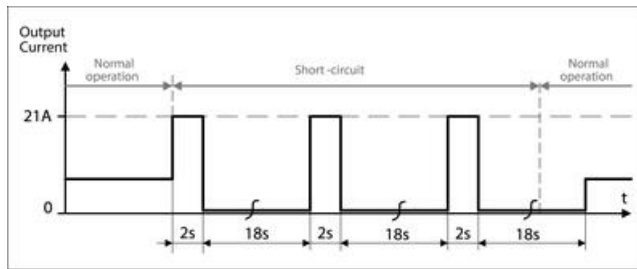 Output
Current
Normal
operation
Short -circuit
Normal
operation
21A
0
t
2s
18s
2s
18s
2s
18s